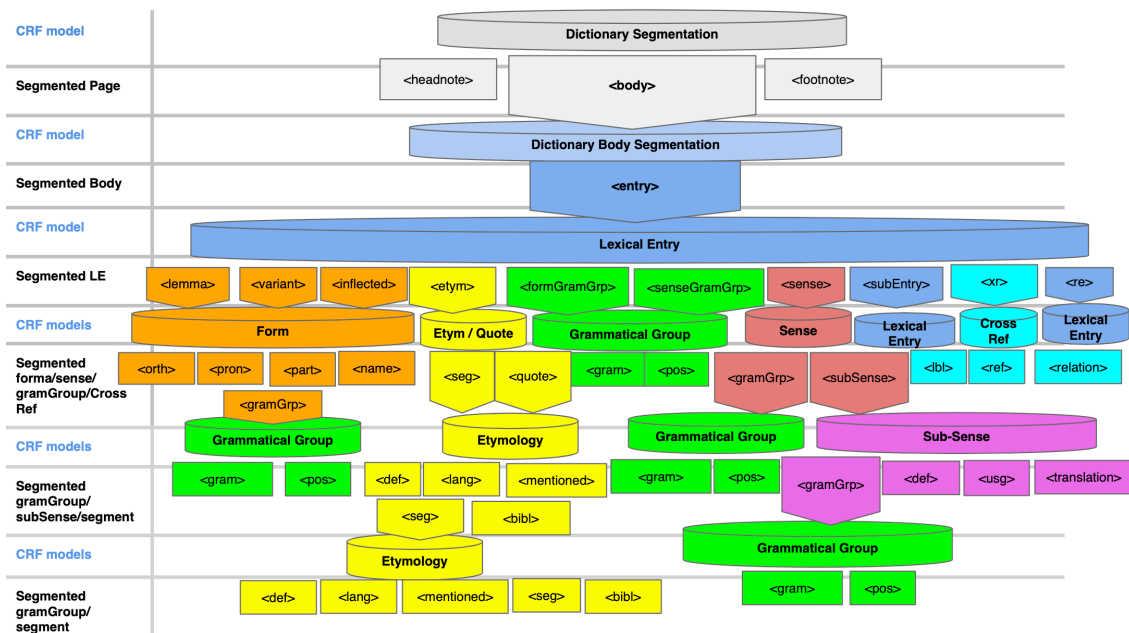 CRF model
Dictionary Segmentation
Segmented Page
<headnote>
<body>
<footnote>
CRF model
Dictionary Body Segmentation
Segmented Body
<entry>
CRF model
Lexical Entry
Segmented LE
<lemma>
<variant>
<inflected>
<etym>
<formGramGrp>
<senseGramGrp>
<sense>
<subEntry>
<xr>
<re>
CRF models
Form
Etym / Quote
Grammatical Group
Sense
Lexical
Entry
Cross
Ref
Lexical
Entry
Segmented
forma/sense/
gramGroup/Cross
Ref
<orth>
<pron>
<part>
<name>
<seg>
<quote>
<gram>
<pos>
<gramGrp>
<subSense>
<lbl>
<ref>
<relation>
<gramGrp>
CRF models
Grammatical Group
Etymology
Grammatical Group
Sub-Sense
Segmented
gramGroup/
subSense/segment
<gram>
<pos>
<def>
<lang>
<mentioned>
<gram>
<pos>
<gramGrp>
<def>
<usg>
<translation>
<seg>
<bibl>
CRF models
Etymology
Grammatical Group
Segmented
gramGroup/
segment
<def>
<lang>
<mentioned>
<seg>
<bibl>
<gram>
<pos>